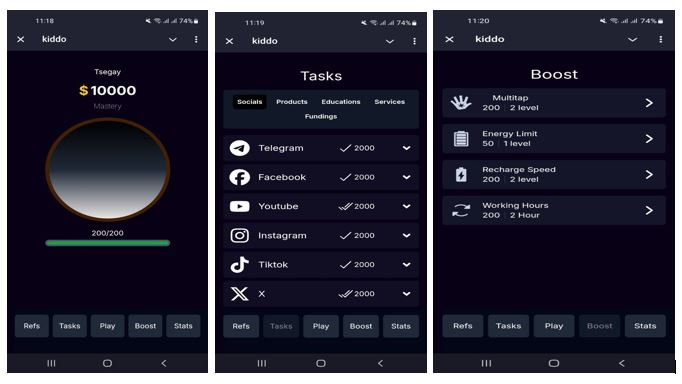 11:18
74%
kiddo
Tsegay
$10000
Mastery
200/200
Refs
Tasks
Play
Boost
Stats
11:19
74%
kiddo
Tasks
Socials Products Educations Services
Fundings
Telegram 2000
Facebook 2000
Youtube 2000
Instagram 2000
Tiktok 2000
X 2000
Refs
Tasks
Play
Boost
Stats
11:20
74%
kiddo
Boost
Multitap
200 | 2 level
Energy Limit
50 | 1 level
Recharge Speed
200 | 2 level
Working Hours
200 | 2 Hour
Refs
Tasks
Play
Boost
Stats